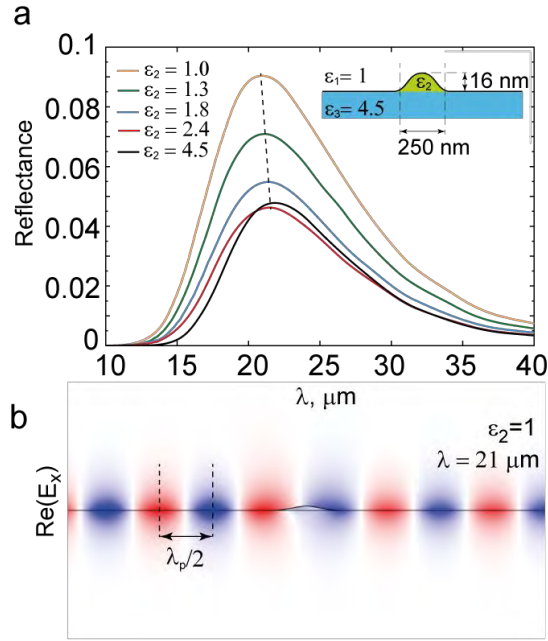 a
0.1
0.08
0.06
0.04
0.02
0
Reflectance
ε₂ = 1.0
ε₂ = 1.3
ε₂ = 1.8
ε₂ = 2.4
ε₂ = 4.5
ε₁= 1
ε₂
16 nm
ε₃= 4.5
250 nm
10 15 20 25 30 35 40
λ, μm
b
Re(Eₓ)
ε₂=1
λ = 21 μm
λₚ/2